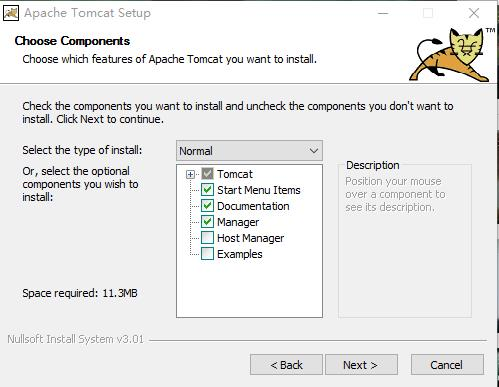 Apache Tomcat Setup
Choose Components
Choose which features of Apache Tomcat you want to install.
TM
Check the components you want to install and uncheck the components you don't want to
install. Click Next to continue.
Select the type of install:
Normal
Or, select the optional
components you wish to
install:
Tomcat
Start Menu Items
Documentation
Manager
Host Manager
Examples
Description
Position your mouse
over a component to
see its description.
Space required: 11.3MB
Nullsoft Install System v3.01
< Back
Next >
Cancel